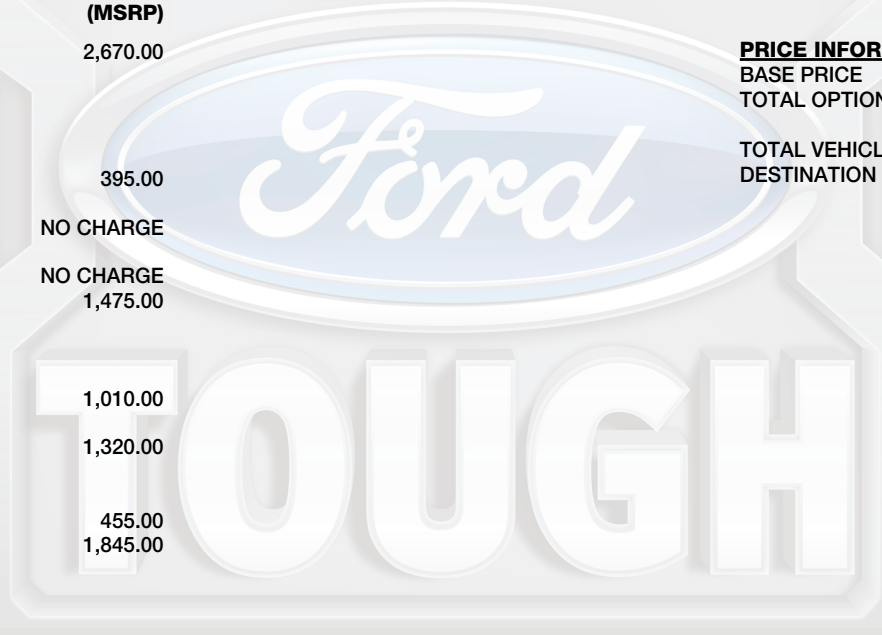 (MSRP)
2,670.00
395.00
NO CHARGE
NO CHARGE
1,475.00
1,010.00
1,320.00
455.00
1,845.00
PRICE INFOR
BASE PRICE
TOTAL OPTION
TOTAL VEHICL
DESTINATION
Ford
TOUGH